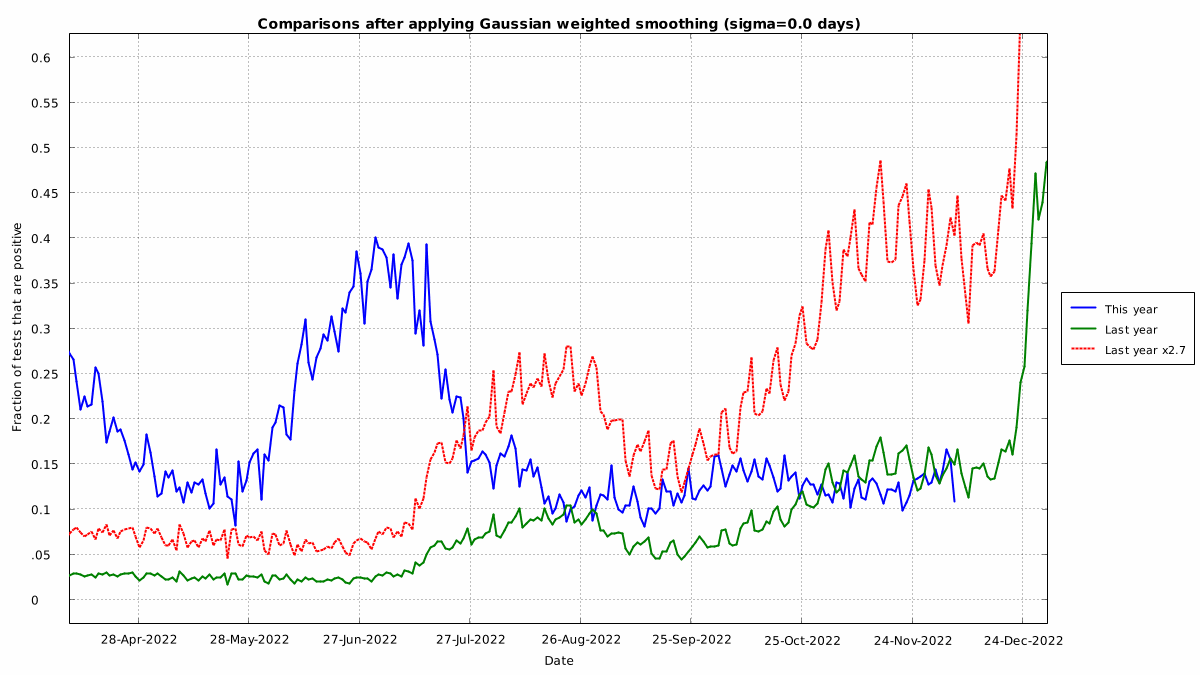 Comparisons after applying Gaussian weighted smoothing (sigma=0.0 days)
Fraction of tests that are positive
0.6
0.55
0.5
0.45
0.4
0.35
0.3
0.25
0.2
0.15
0.1
.05
0
28-Apr-2022 28-May-2022 27-Jun-2022 27-Jul-2022 26-Aug-2022 25-Sep-2022 25-Oct-2022 24-Nov-2022 24-Dec-2022
Date
This year
Last year
Last year x2.7